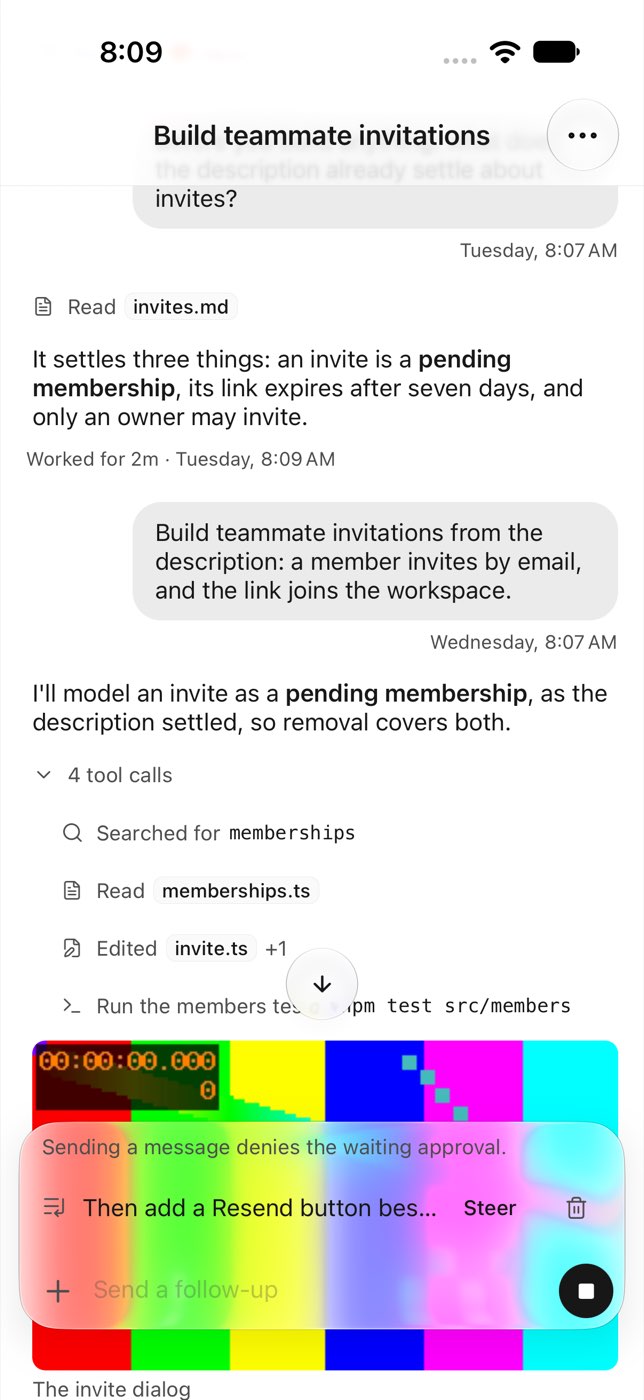 8:09
Build teammate invitations
the description already settle about
invites?
Tuesday, 8:07 AM
Read invites.md
It settles three things: an invite is a pending
membership, its link expires after seven days, and
only an owner may invite.
Worked for 2m · Tuesday, 8:09 AM
Build teammate invitations from the
description: a member invites by email,
and the link joins the workspace.
Wednesday, 8:07 AM
I'll model an invite as a pending membership, as the
description settled, so removal covers both.
4 tool calls
Searched for memberships
Read memberships.ts
Edited invite.ts +1
Run the members test src/members
00:00:00.000
0
Sending a message denies the waiting approval.
Then add a Resend button bes...
Steer
Send a follow-up
The invite dialog